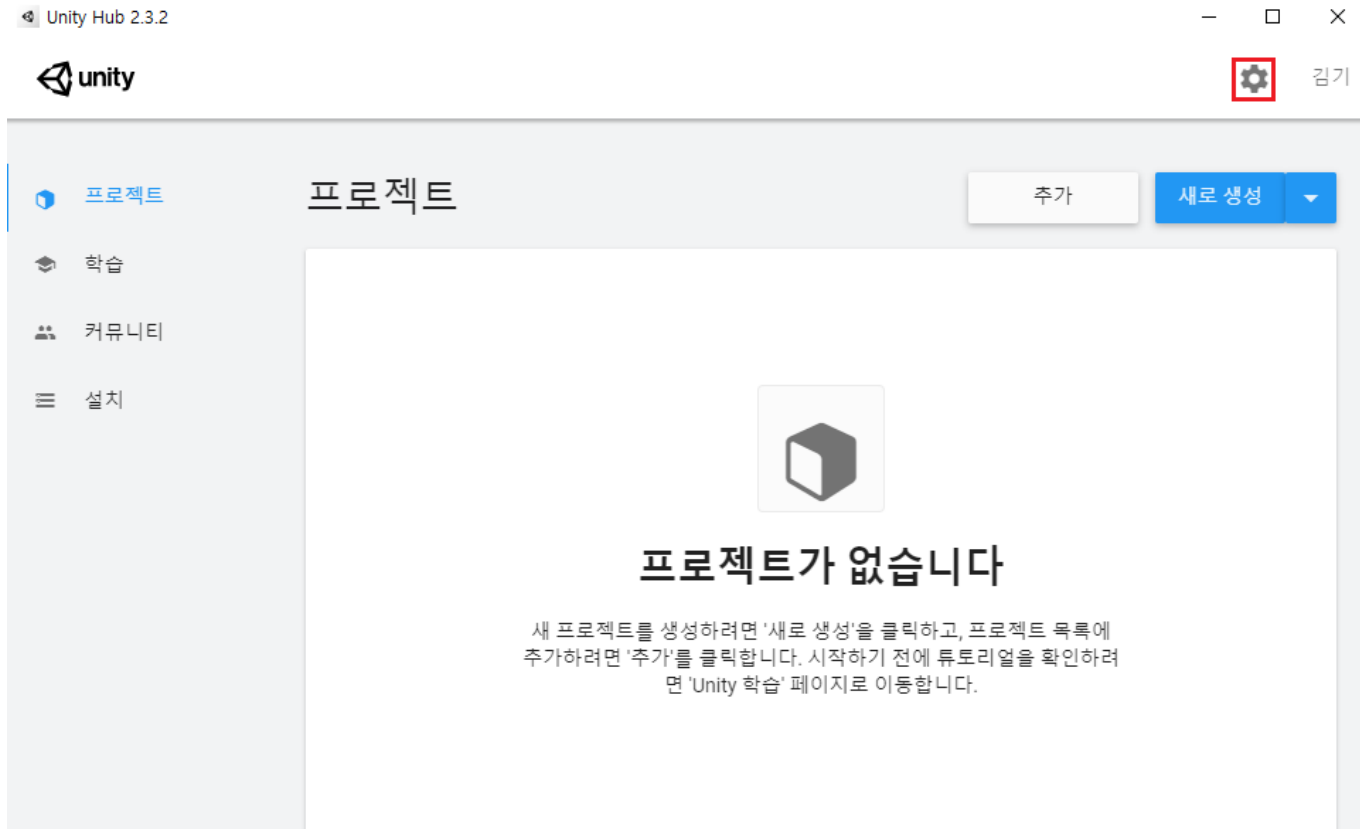 Unity Hub 2.3.2
unity
김기
프로젝트
학습
커뮤니티
설치
프로젝트
추가
새로 생성
프로젝트가 없습니다
새 프로젝트를 생성하려면 '새로 생성'을 클릭하고, 프로젝트 목록에
추가하려면 '추가'를 클릭합니다. 시작하기 전에 튜토리얼을 확인하려
면 'Unity 학습' 페이지로 이동합니다.